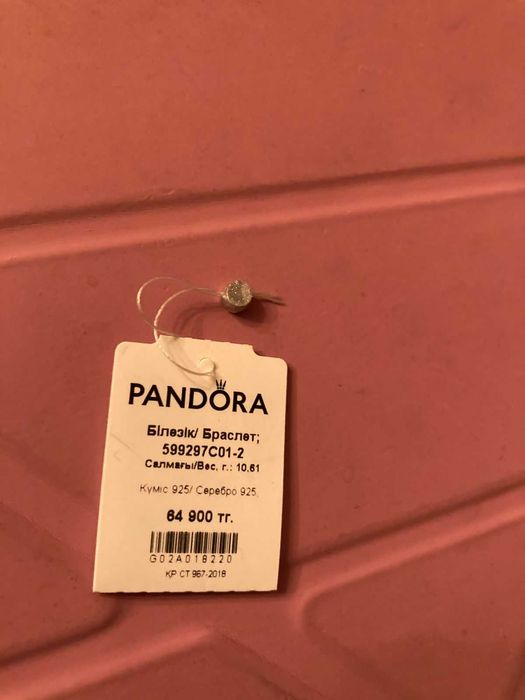 PANDORA
Білезік/ Браслет;
599297C01-2
Салмағы/Вес, г.: 10,61
Күміс 925/ Серебро 925,
64 900 тг.
G02A018220
ҚР СТ 967-2018